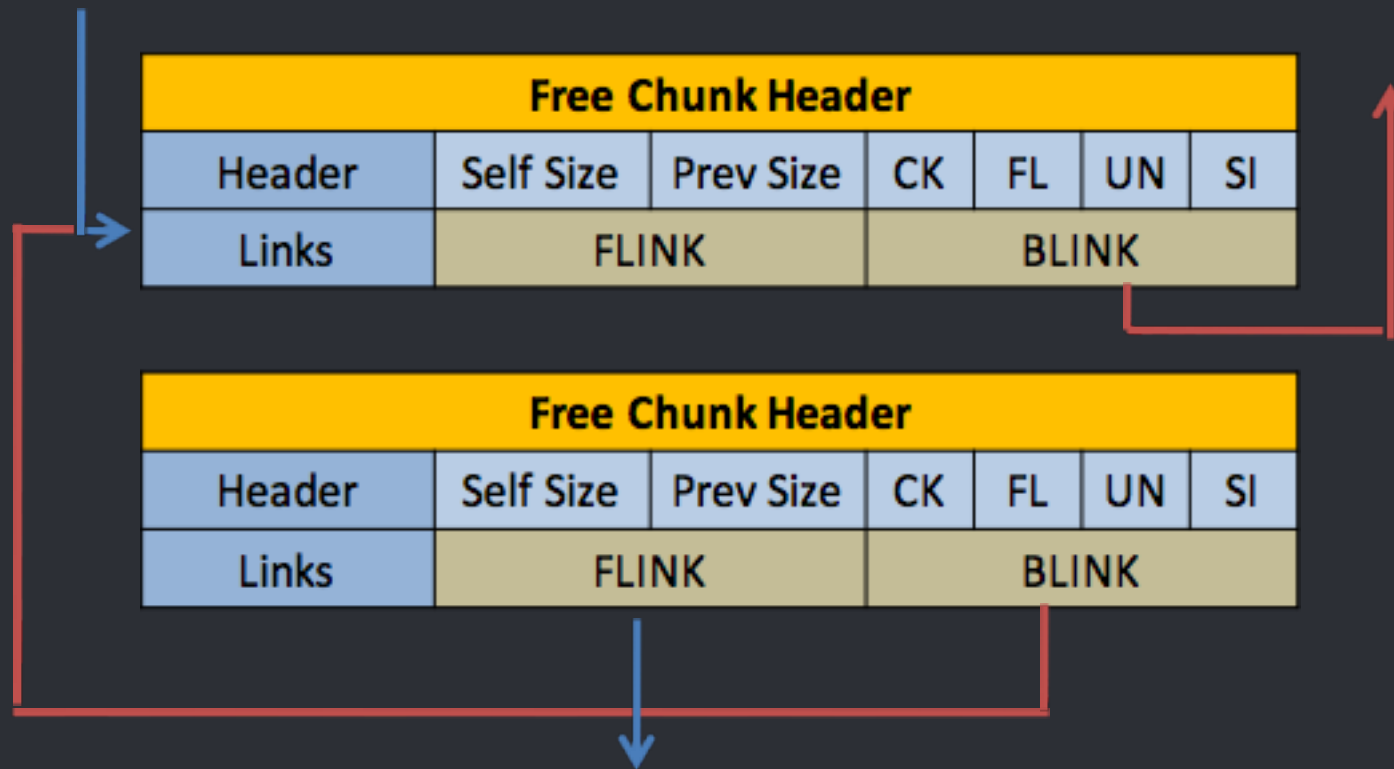 Free Chunk Header
Header Self Size Prev Size CK FL UN SI
Links FLINK BLINK
Free Chunk Header
Header Self Size Prev Size CK FL UN SI
Links FLINK BLINK